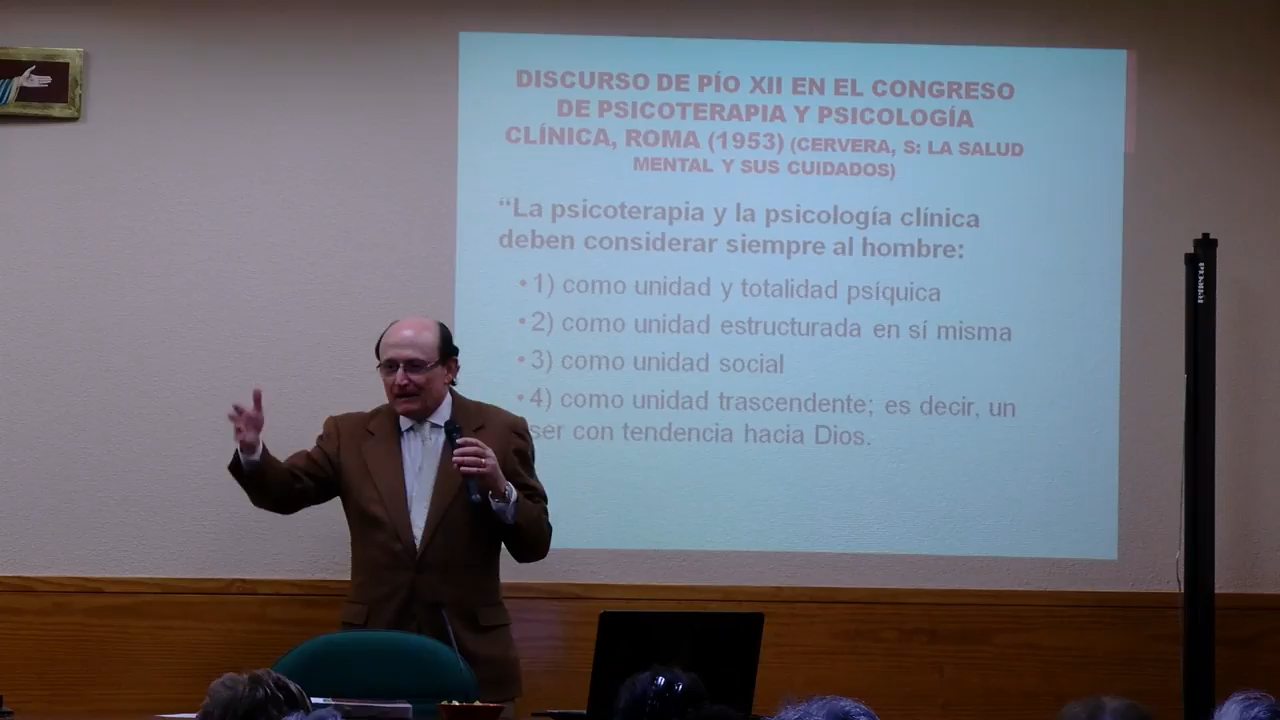 DISCURSO DE PÍO XII EN EL CONGRESO
DE PSICOTERAPIA Y PSICOLOGÍA
CLÍNICA, ROMA (1953) (CERVERA, S: LA SALUD
MENTAL Y SUS CUIDADOS)
“La psicoterapia y la psicología clínica
deben considerar siempre al hombre:
• 1) como unidad y totalidad psíquica
• 2) como unidad estructurada en sí misma
• 3) como unidad social
• 4) como unidad trascendente; es decir, un
ser con tendencia hacia Dios.